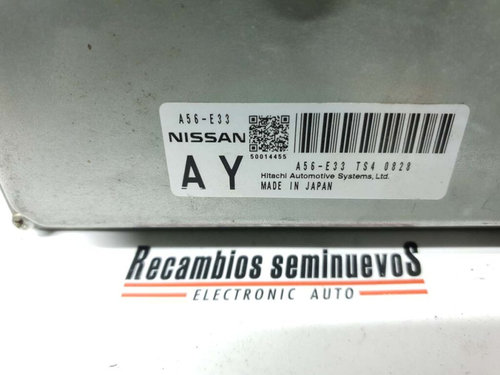 A56-E33
NISSAN
50014455
A56-E33 TS4 0828
AY
Hitachi Automotive Systems, Ltd.
MADE IN JAPAN
Recambios seminuevoS
ELECTRONIC AUTO